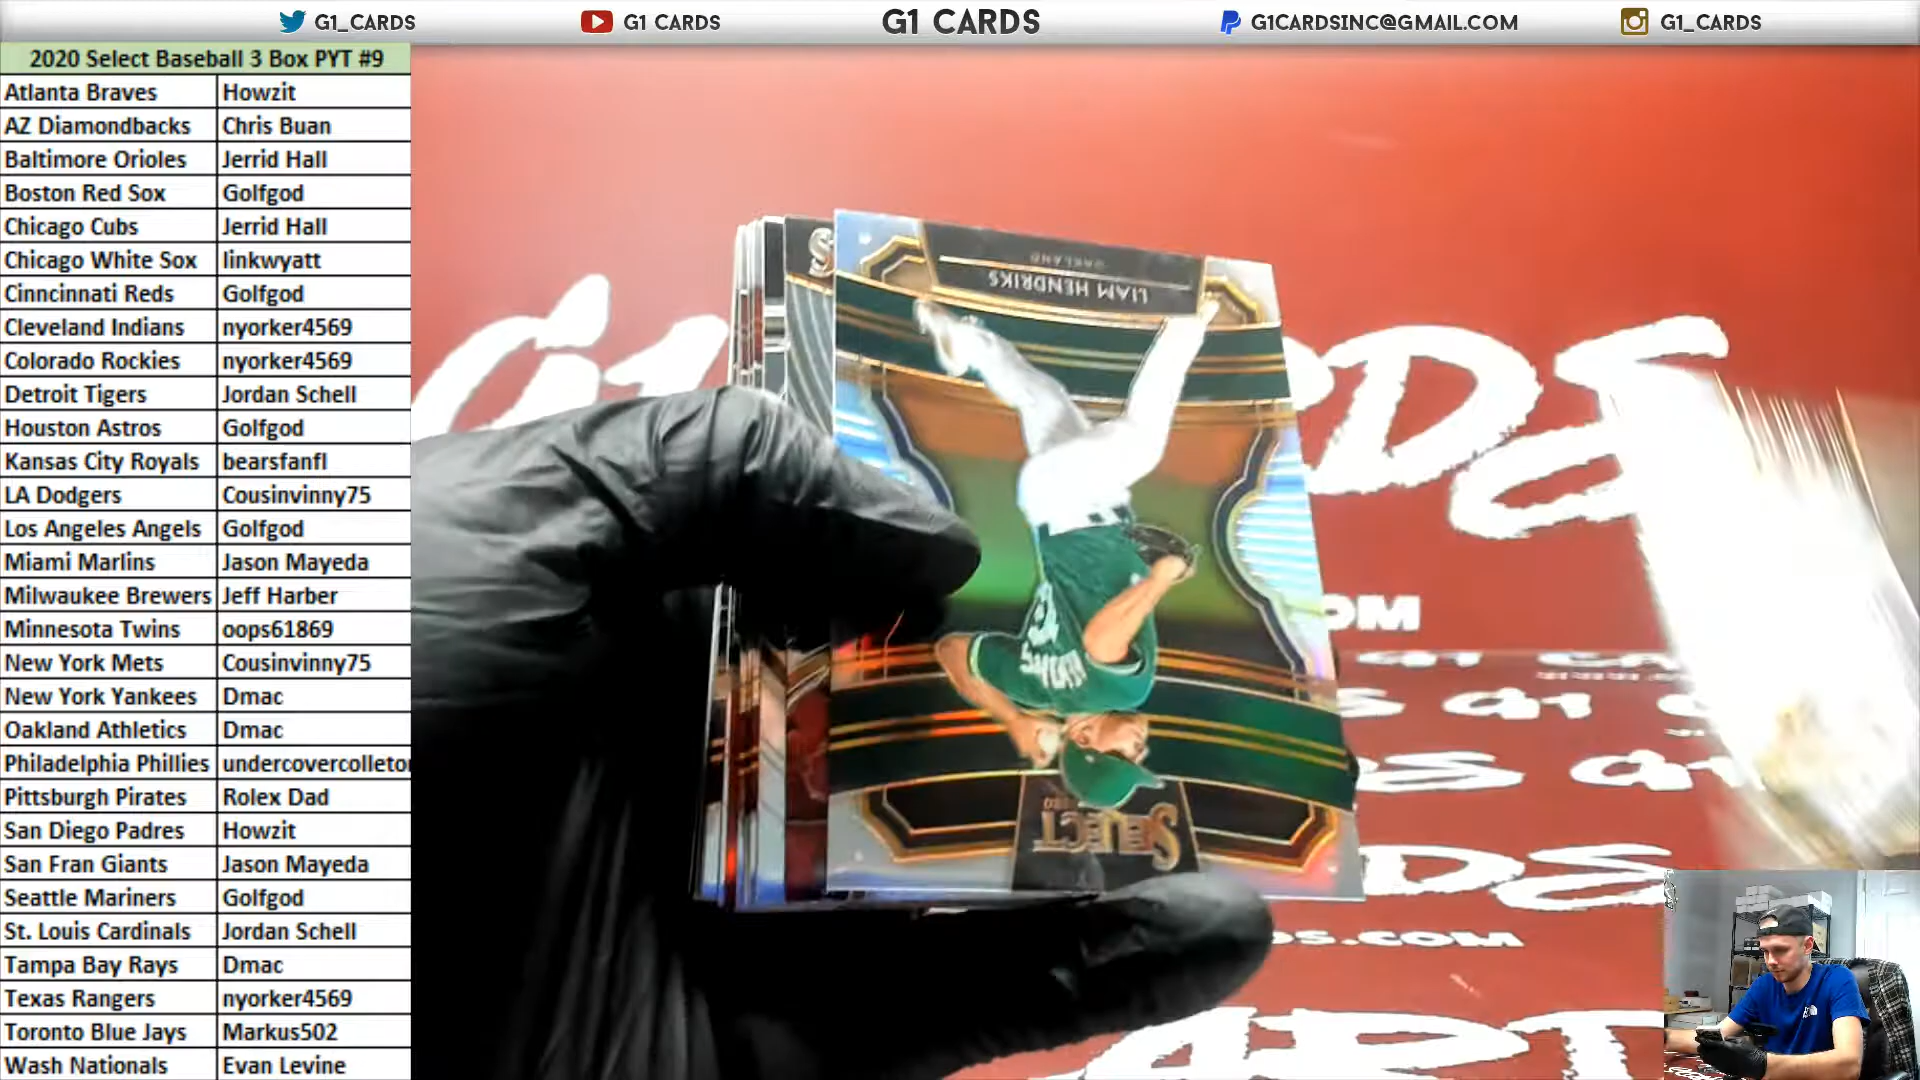 G1_CARDS
G1 CARDS
G1 CARDS
G1CARDSINC@GMAIL.COM
G1_CARDS
2020 Select Baseball 3 Box PYT #9
Atlanta Braves Howzit
AZ Diamondbacks Chris Buan
Baltimore Orioles Jerrid Hall
Boston Red Sox Golfgod
Chicago Cubs Jerrid Hall
Chicago White Sox linkwyatt
Cinncinnati Reds Golfgod
Cleveland Indians nyorker4569
Colorado Rockies nyorker4569
Detroit Tigers Jordan Schell
Houston Astros Golfgod
Kansas City Royals bearsfanfl
LA Dodgers Cousinvinny75
Los Angeles Angels Golfgod
Miami Marlins Jason Mayeda
Milwaukee Brewers Jeff Harber
Minnesota Twins oops61869
New York Mets Cousinvinny75
New York Yankees Dmac
Oakland Athletics Dmac
Philadelphia Phillies undercovercolletor
Pittsburgh Pirates Rolex Dad
San Diego Padres Howzit
San Fran Giants Jason Mayeda
Seattle Mariners Golfgod
St. Louis Cardinals Jordan Schell
Tampa Bay Rays Dmac
Texas Rangers nyorker4569
Toronto Blue Jays Markus502
Wash Nationals Evan Levine
OAKLAND
LIAM HENDRIKS
SELECT